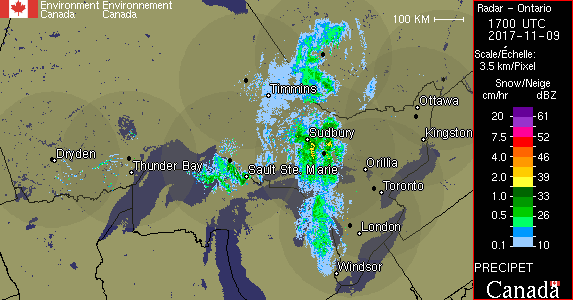 Environment Environnement
Canada Canada
100 KM
Timmins
Ottawa
Sudbury
Kingston
Dryden
Thunder Bay
Sault Ste. Marie
Orillia
Toronto
London
Windsor
Radar - Ontario
1700 UTC
2017-11-09
Scale/Échelle:
3.5 km/Pixel
Snow/Neige
cm/hr dBZ
20 61
7.5 52
4.0 46
2.0 39
1.0 33
0.5 26
0.1 10
PRECIPET
Canada